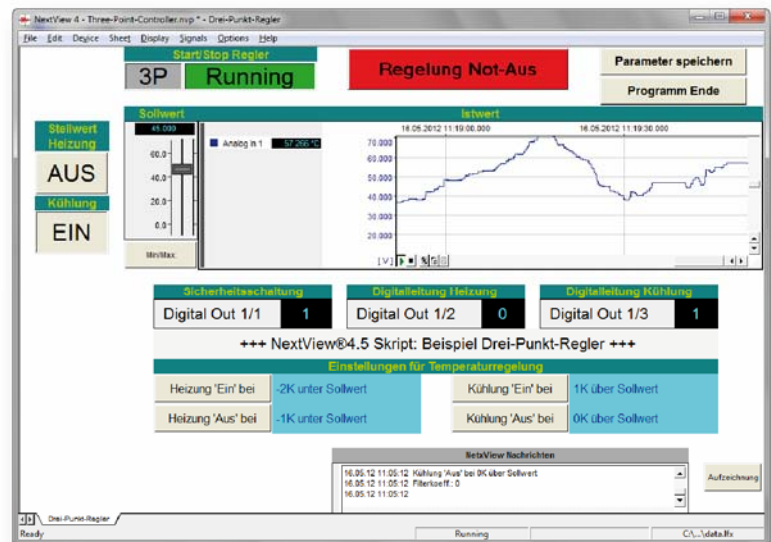 NextView 4 - Three-Point-Controller.nvp * - Drei-Punkt-Regler
File Edit Device Sheet Display Signals Options Help
Start/Stop Regler
3P Running
Regelung Not-Aus
Parameter speichern
Programm Ende
Stellwert
Heizung
AUS
Kühlung
EIN
Sollwert
45.000
60.0
40.0
20.0
0.0
Min/Max.
Istwert
16.05.2012 11:19:00.000 16.05.2012 11:19:30.000
Analog in 1 57.266 °C
70.000
60.000
50.000
40.000
30.000
20.000
[V]
Sicherheitsschaltung
Digital Out 1/1 1
Digitalleitung Heizung
Digital Out 1/2 0
Digitalleitung Kühlung
Digital Out 1/3 1
+++ NextView®4.5 Skript: Beispiel Drei-Punkt-Regler +++
Einstellungen für Temperaturregelung
Heizung 'Ein' bei -2K unter Sollwert
Kühlung 'Ein' bei 1K über Sollwert
Heizung 'Aus' bei -1K unter Sollwert
Kühlung 'Aus' bei 0K über Sollwert
NextView Nachrichten
16.05.12 11:05:12 Kühlung 'Aus' bei 0K über Sollwert
16.05.12 11:05:12 Filterkoeff.: 0
16.05.12 11:05:12
Aufzeichnung
Drei-Punkt-Regler
Ready
Running
C:\...\data.lfx